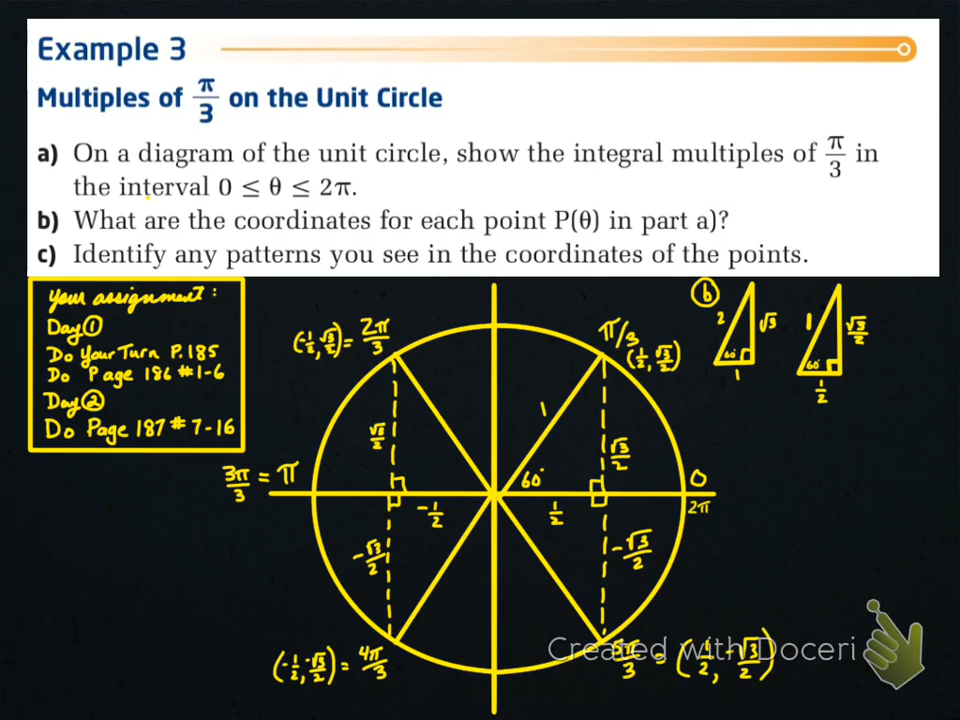 Example 3
Multiples of π/3 on the Unit Circle
a) On a diagram of the unit circle, show the integral multiples of π/3 in
the interval 0 ≤ θ ≤ 2π.
b) What are the coordinates for each point P(θ) in part a)?
c) Identify any patterns you see in the coordinates of the points.
Your assignment:
Day ①
Do Your Turn P. 185
Do Page 186 # 1-6
Day ②
Do Page 187 # 7-16
(-1/2, √3/2) = 2π/3
π/3
(1/2, √3/2)
ⓑ
2
√3
60°
1
1
√3/2
60°
1/2
1
√3/2
√3/2
3π/3 = π
60°
0
2π
-1/2
1/2
-√3/2
-√3/2
(-1/2, -√3/2) = 4π/3
5π/3 = (1/2, -√3/2)
Created with Doceri